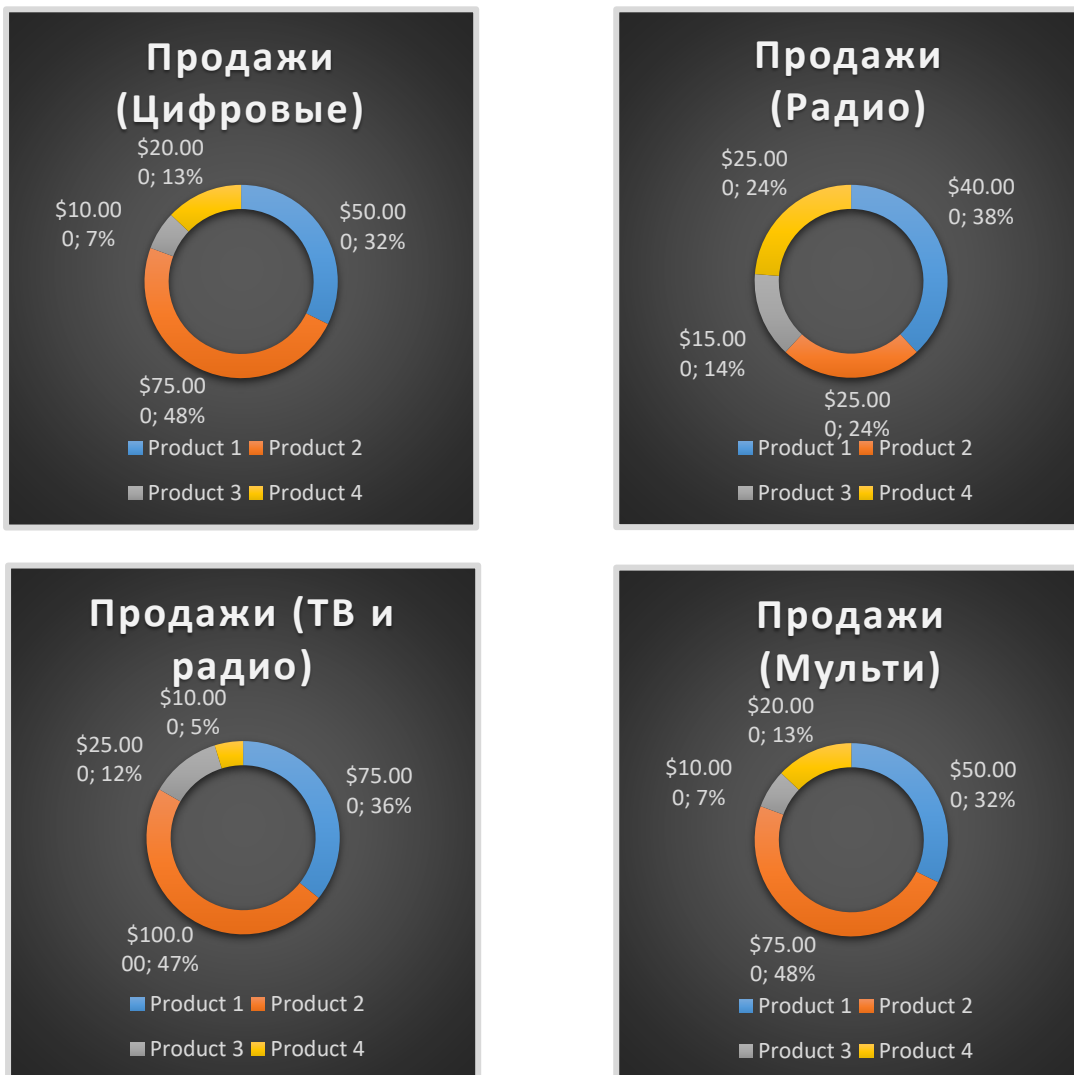 Продажи
(Цифровые)
$20.00
0; 13%
$10.00
0; 7%
$50.00
0; 32%
$75.00
0; 48%
Product 1 Product 2
Product 3 Product 4
Продажи
(Радио)
$25.00
0; 24%
$40.00
0; 38%
$15.00
0; 14%
$25.00
0; 24%
Product 1 Product 2
Product 3 Product 4
Продажи (ТВ и
радио)
$10.00
0; 5%
$25.00
0; 12%
$75.00
0; 36%
$100.0
00; 47%
Product 1 Product 2
Product 3 Product 4
Продажи
(Мульти)
$20.00
0; 13%
$10.00
0; 7%
$50.00
0; 32%
$75.00
0; 48%
Product 1 Product 2
Product 3 Product 4